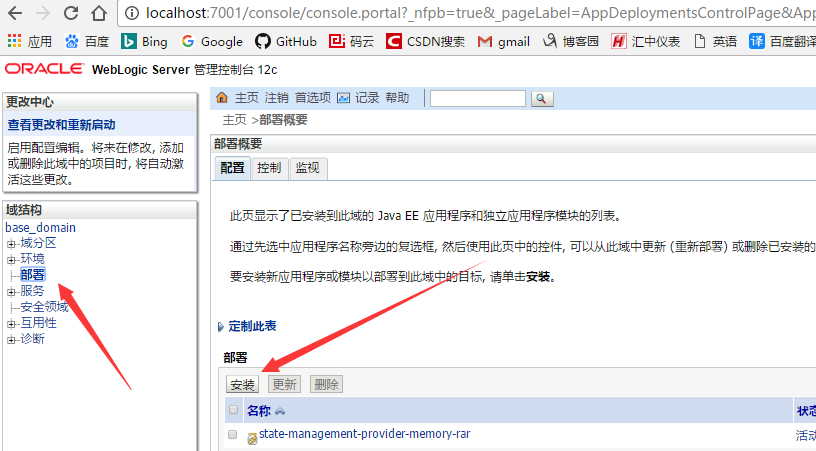 localhost:7001/console/console.portal?_nfpb=true&_pageLabel=AppDeploymentsControlPage&App
应用 百度 Bing Google GitHub 码云 CSDN搜索 gmail 博客园 汇中仪表 英语 百度翻译
ORACLE WebLogic Server 管理控制台 12c
更改中心
查看更改和重新启动
启用配置编辑。将来在修改, 添加
或删除此域中的项目时, 将自动激
活这些更改。
域结构
base_domain
域分区
环境
部署
服务
安全领域
互用性
诊断
主页 注销 首选项 记录 帮助
主页 >部署概要
部署概要
配置 控制 监视
此页显示了已安装到此域的 Java EE 应用程序和独立应用程序模块的列表。
通过先选中应用程序名称旁边的复选框, 然后使用此页中的控件, 可以从此域中更新 (重新部署) 或删除已安装的
要安装新应用程序或模块以部署到此域中的目标, 请单击安装。
定制此表
部署
安装 更新 删除
名称 状态
state-management-provider-memory-rar 活动